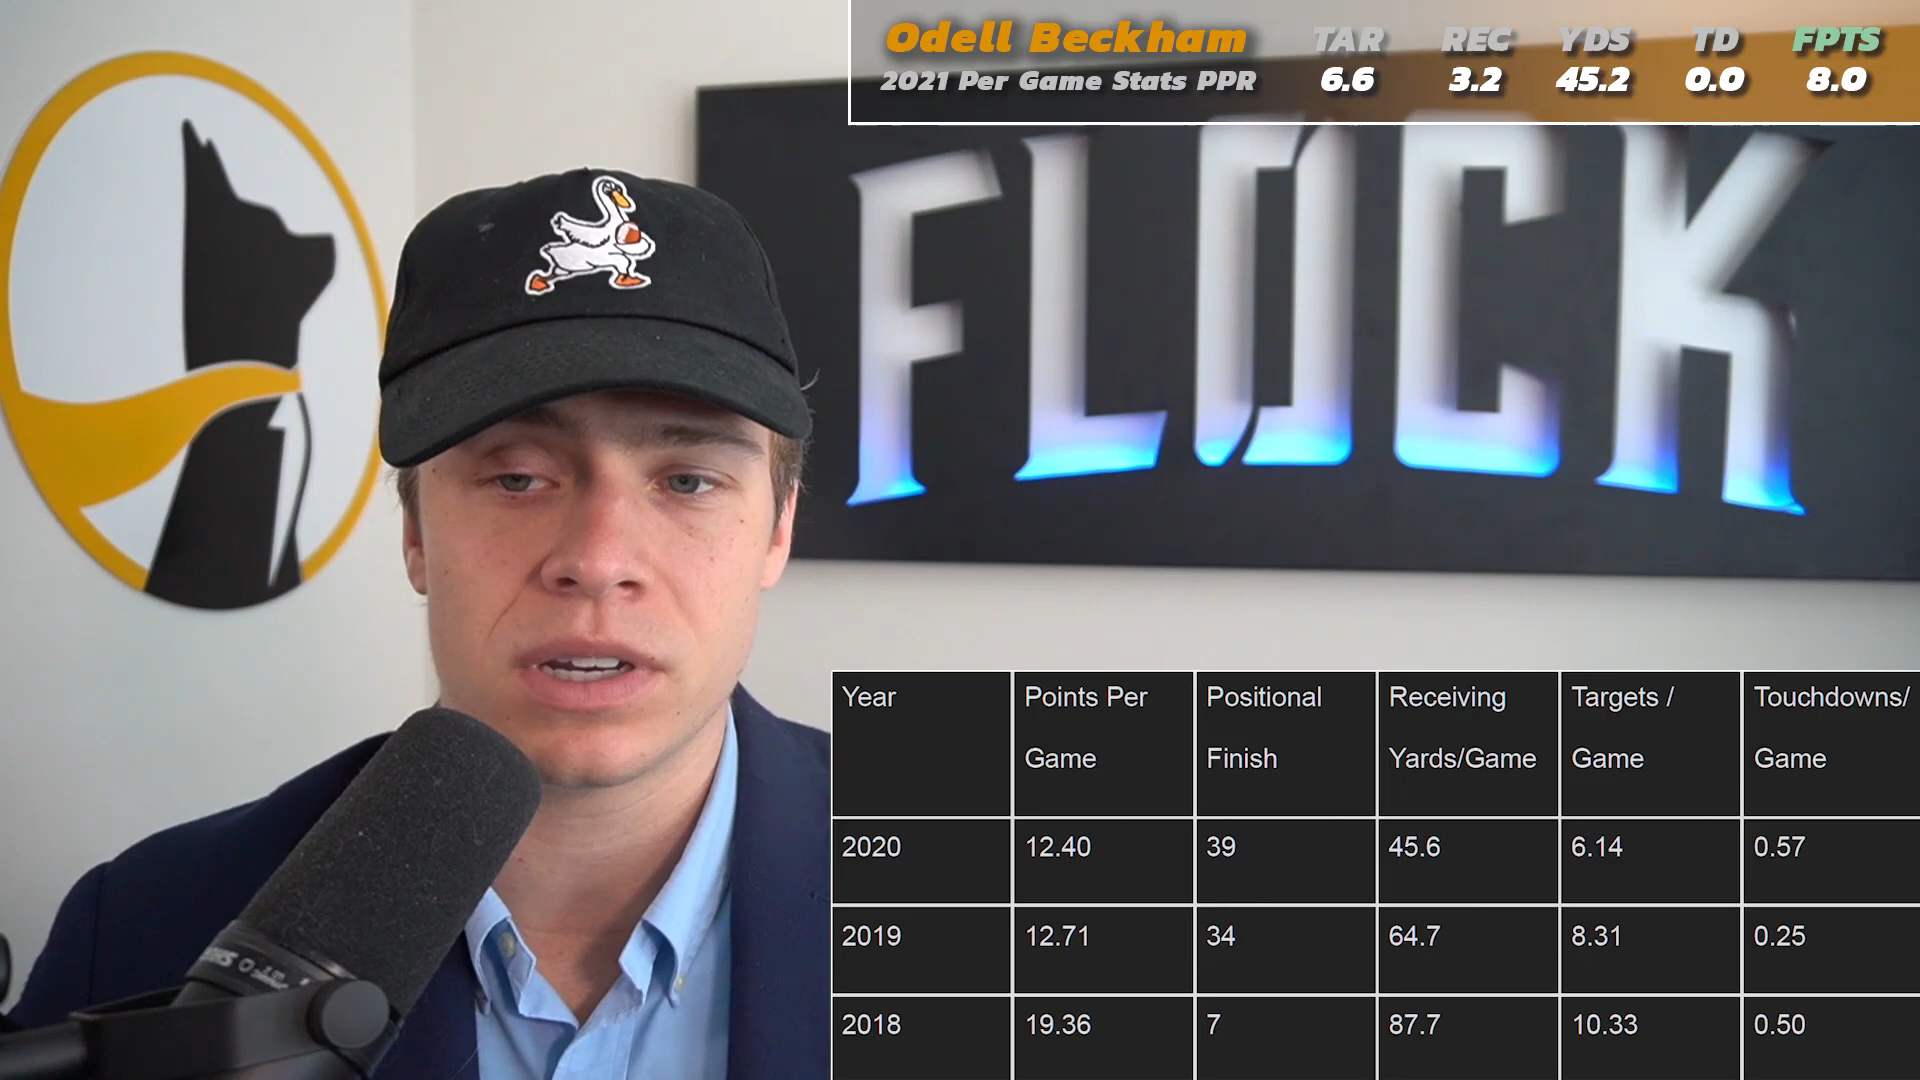 Odell Beckham TAR REC YDS TD FPTS
2021 Per Game Stats PPR 6.6 3.2 45.2 0.0 8.0
FLOCK
Year Points Per Game Positional Finish Receiving Yards/Game Targets / Game Touchdowns/ Game
2020 12.40 39 45.6 6.14 0.57
2019 12.71 34 64.7 8.31 0.25
2018 19.36 7 87.7 10.33 0.50